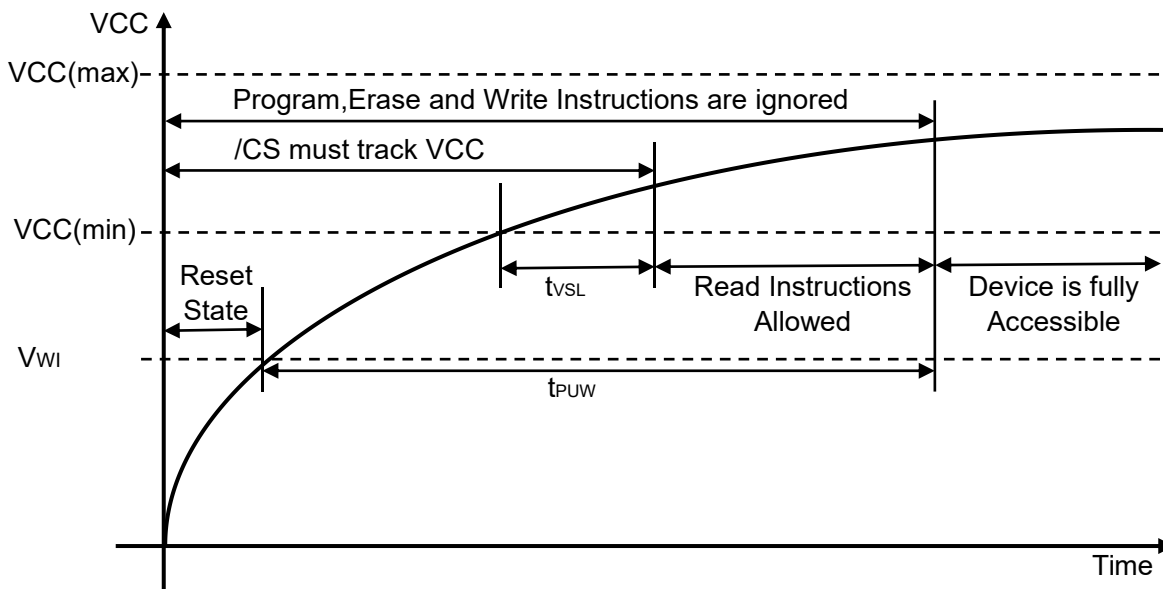 VCC
VCC(max)
Program,Erase and Write Instructions are ignored
/CS must track VCC
VCC(min)
Reset
State
tVSL
Read Instructions
Allowed
Device is fully
Accessible
VWI
tPUW
Time